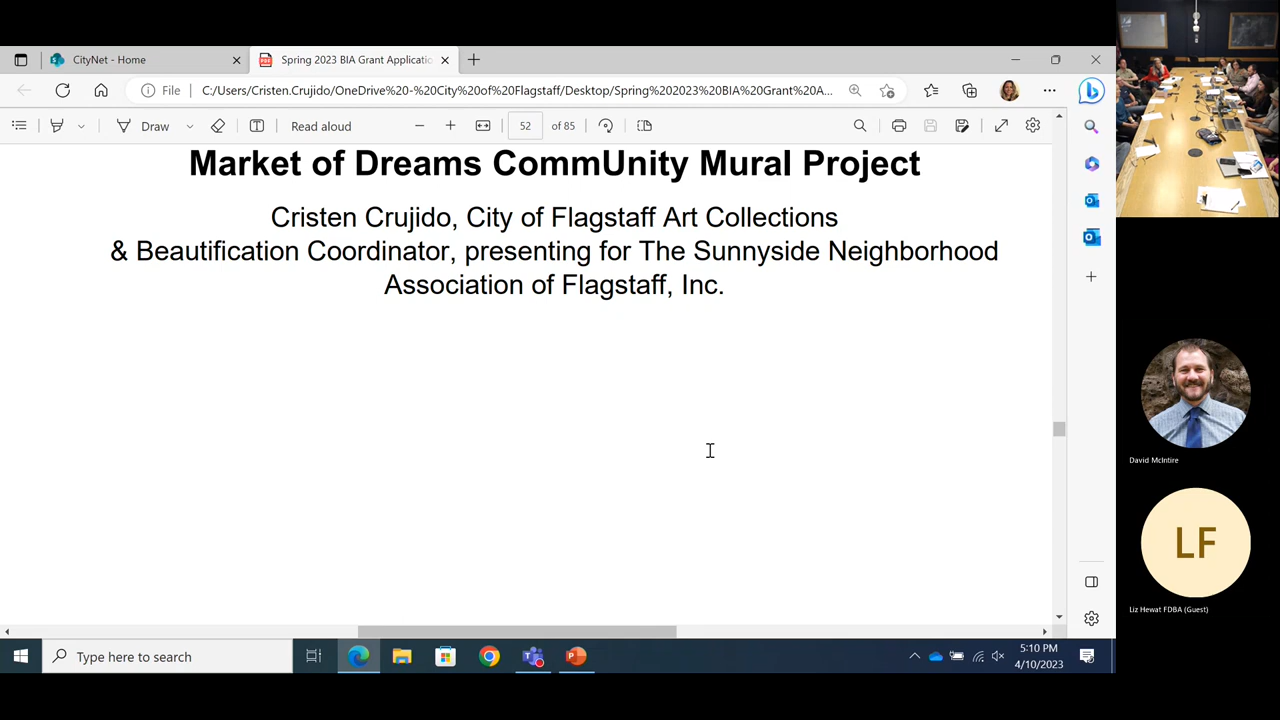 CityNet - Home
Spring 2023 BIA Grant Applicatio
File
C:/Users/Cristen.Crujido/OneDrive%20-%20City%20of%20Flagstaff/Desktop/Spring%202023%20BIA%20Grant%20A...
Draw
Read aloud
52
of 85
Market of Dreams CommUnity Mural Project
Cristen Crujido, City of Flagstaff Art Collections
& Beautification Coordinator, presenting for The Sunnyside Neighborhood
Association of Flagstaff, Inc.
David McIntire
LF
Liz Hewat FDBA (Guest)
Type here to search
5:10 PM
4/10/2023